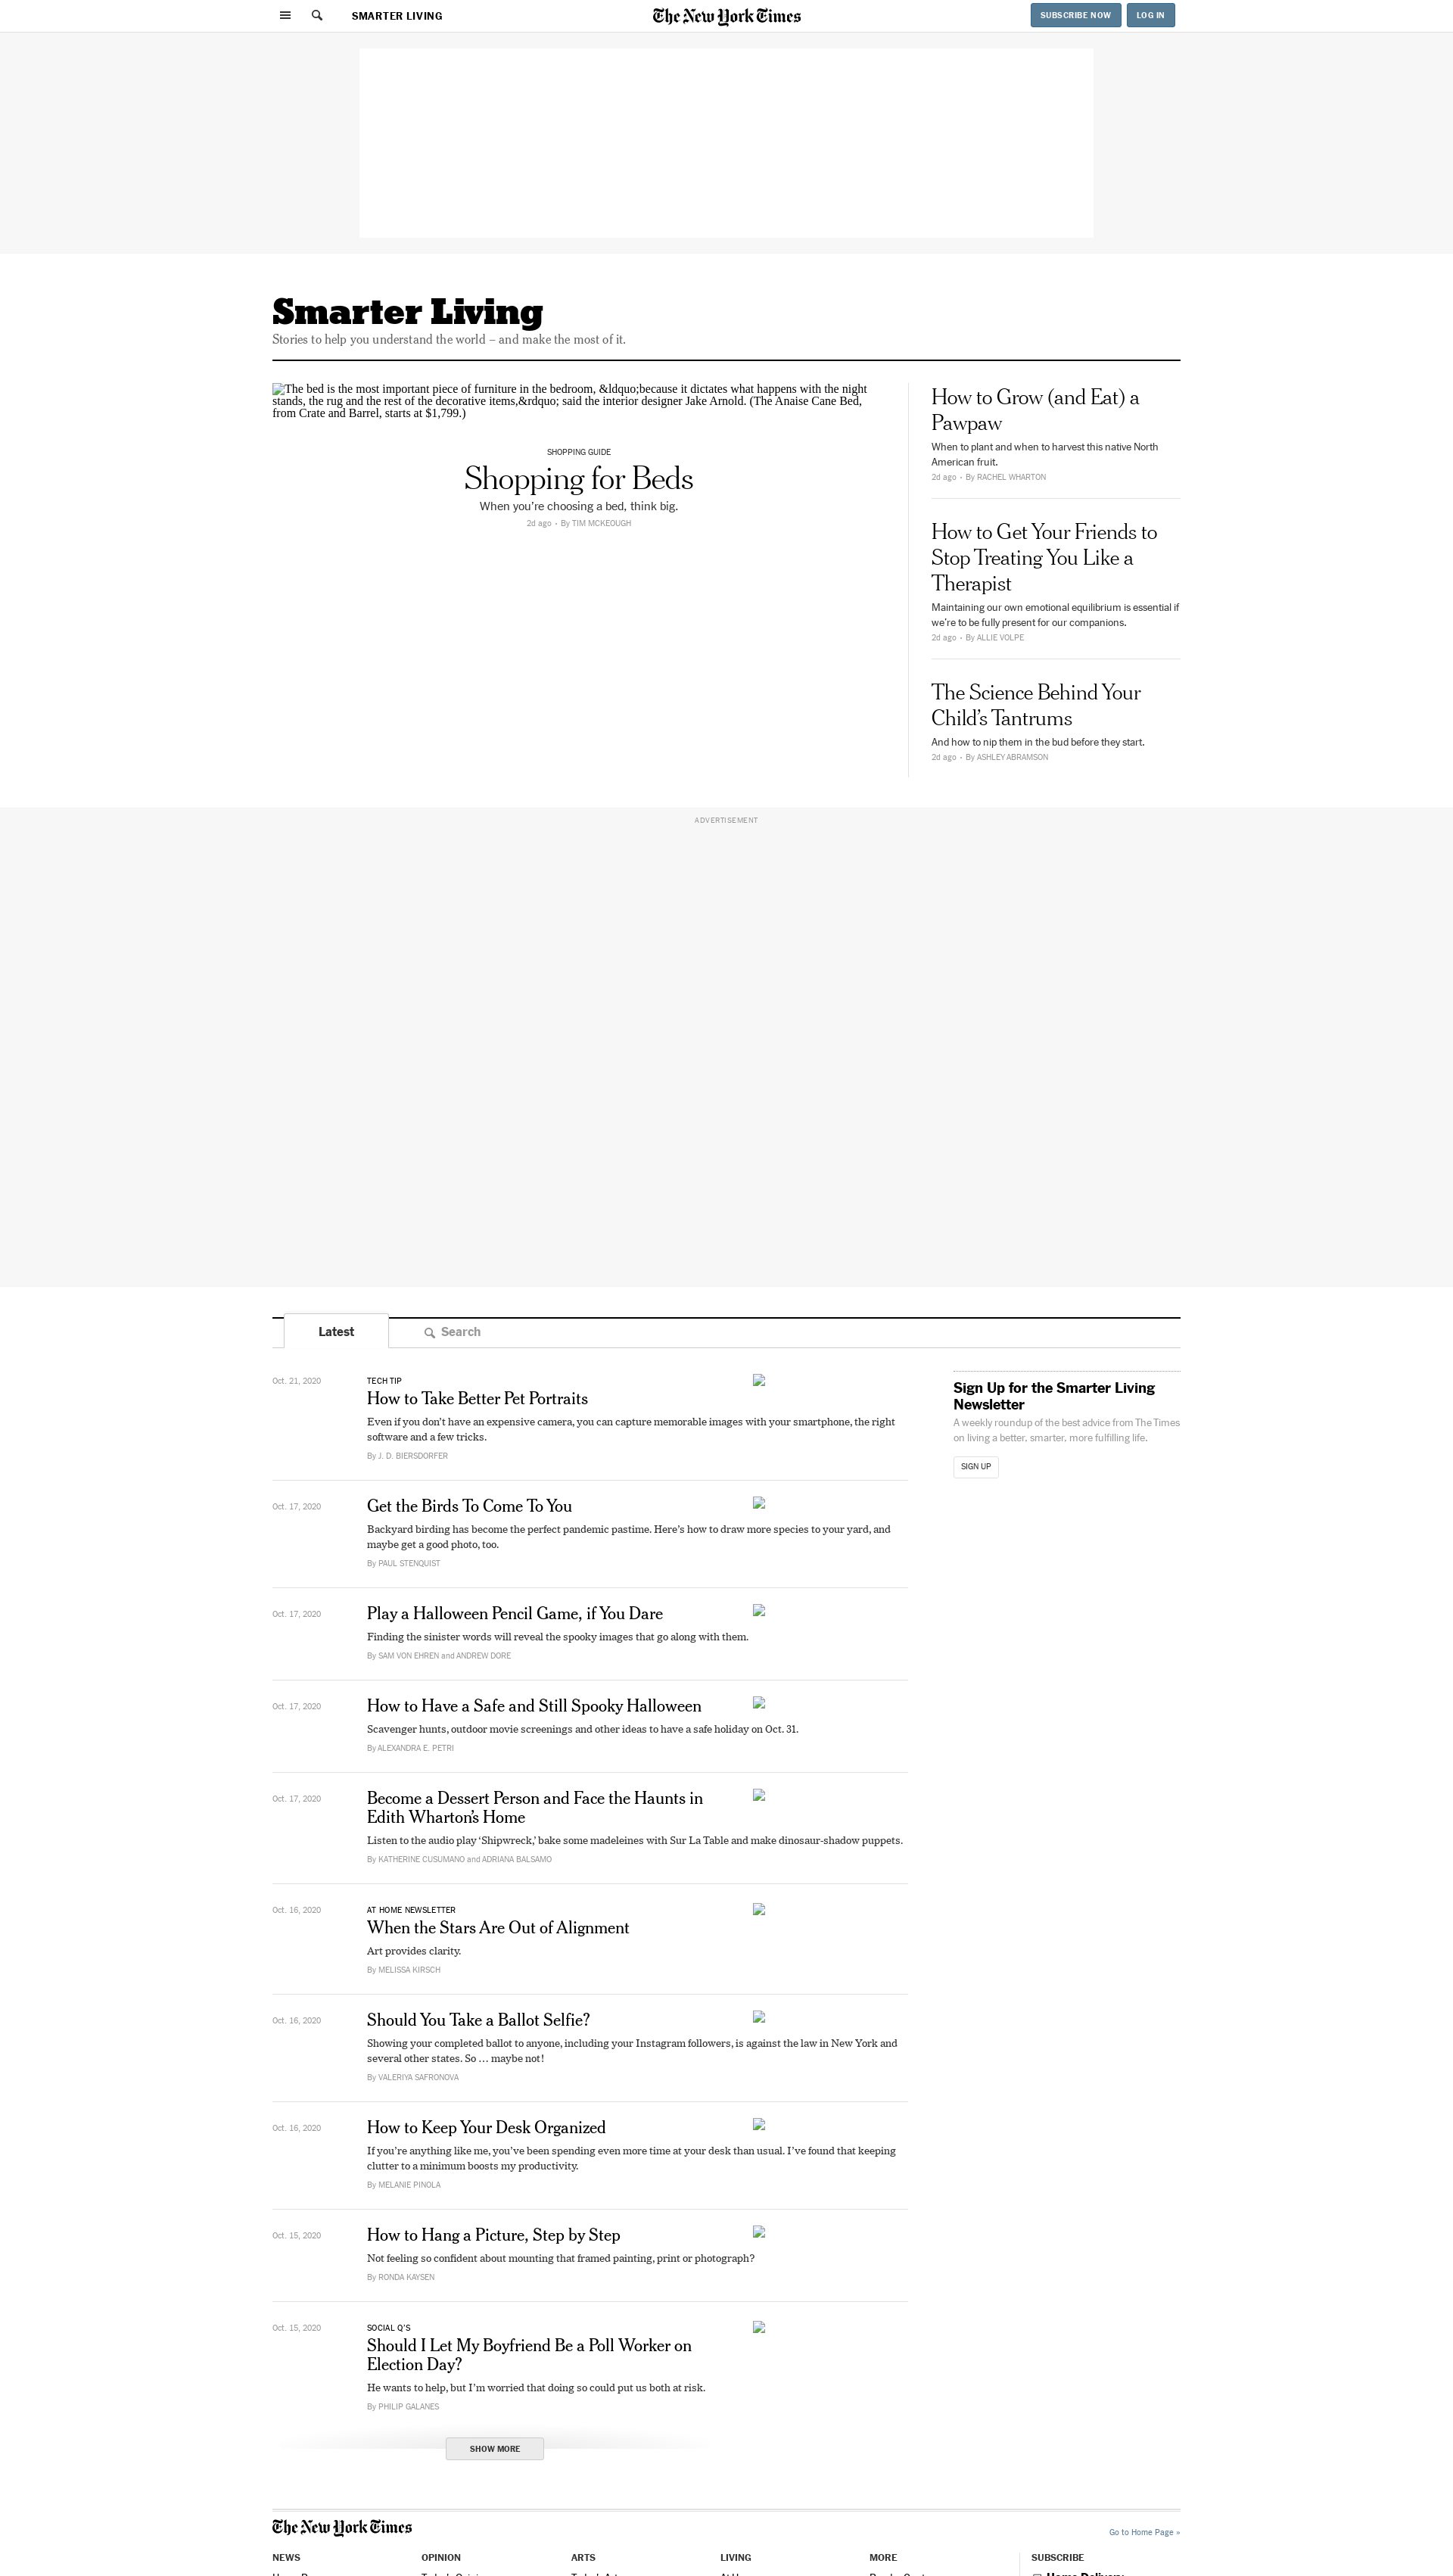 SMARTER LIVING
The New York Times
SUBSCRIBE NOW
LOG IN
Smarter Living
Stories to help you understand the world – and make the most of it.
The bed is the most important piece of furniture in the bedroom, &ldquo;because it dictates what happens with the night
stands, the rug and the rest of the decorative items,&rdquo; said the interior designer Jake Arnold. (The Anaise Cane Bed,
from Crate and Barrel, starts at $1,799.)
SHOPPING GUIDE
Shopping for Beds
When you’re choosing a bed, think big.
2d ago • By TIM MCKEOUGH
How to Grow (and Eat) a
Pawpaw
When to plant and when to harvest this native North
American fruit.
2d ago • By RACHEL WHARTON
How to Get Your Friends to
Stop Treating You Like a
Therapist
Maintaining our own emotional equilibrium is essential if
we’re to be fully present for our companions.
2d ago • By ALLIE VOLPE
The Science Behind Your
Child’s Tantrums
And how to nip them in the bud before they start.
2d ago • By ASHLEY ABRAMSON
ADVERTISEMENT
Latest
Search
Oct. 21, 2020
TECH TIP
How to Take Better Pet Portraits
Even if you don’t have an expensive camera, you can capture memorable images with your smartphone, the right
software and a few tricks.
By J. D. BIERSDORFER
Oct. 17, 2020
Get the Birds To Come To You
Backyard birding has become the perfect pandemic pastime. Here’s how to draw more species to your yard, and
maybe get a good photo, too.
By PAUL STENQUIST
Oct. 17, 2020
Play a Halloween Pencil Game, if You Dare
Finding the sinister words will reveal the spooky images that go along with them.
By SAM VON EHREN and ANDREW DORE
Oct. 17, 2020
How to Have a Safe and Still Spooky Halloween
Scavenger hunts, outdoor movie screenings and other ideas to have a safe holiday on Oct. 31.
By ALEXANDRA E. PETRI
Oct. 17, 2020
Become a Dessert Person and Face the Haunts in
Edith Wharton’s Home
Listen to the audio play ‘Shipwreck,’ bake some madeleines with Sur La Table and make dinosaur-shadow puppets.
By KATHERINE CUSUMANO and ADRIANA BALSAMO
Oct. 16, 2020
AT HOME NEWSLETTER
When the Stars Are Out of Alignment
Art provides clarity.
By MELISSA KIRSCH
Oct. 16, 2020
Should You Take a Ballot Selfie?
Showing your completed ballot to anyone, including your Instagram followers, is against the law in New York and
several other states. So … maybe not!
By VALERIYA SAFRONOVA
Oct. 16, 2020
How to Keep Your Desk Organized
If you’re anything like me, you’ve been spending even more time at your desk than usual. I’ve found that keeping
clutter to a minimum boosts my productivity.
By MELANIE PINOLA
Oct. 15, 2020
How to Hang a Picture, Step by Step
Not feeling so confident about mounting that framed painting, print or photograph?
By RONDA KAYSEN
Oct. 15, 2020
SOCIAL Q’S
Should I Let My Boyfriend Be a Poll Worker on
Election Day?
He wants to help, but I’m worried that doing so could put us both at risk.
By PHILIP GALANES
SHOW MORE
Sign Up for the Smarter Living
Newsletter
A weekly roundup of the best advice from The Times
on living a better, smarter, more fulfilling life.
SIGN UP
The New York Times
Go to Home Page »
NEWS
OPINION
ARTS
LIVING
MORE
SUBSCRIBE